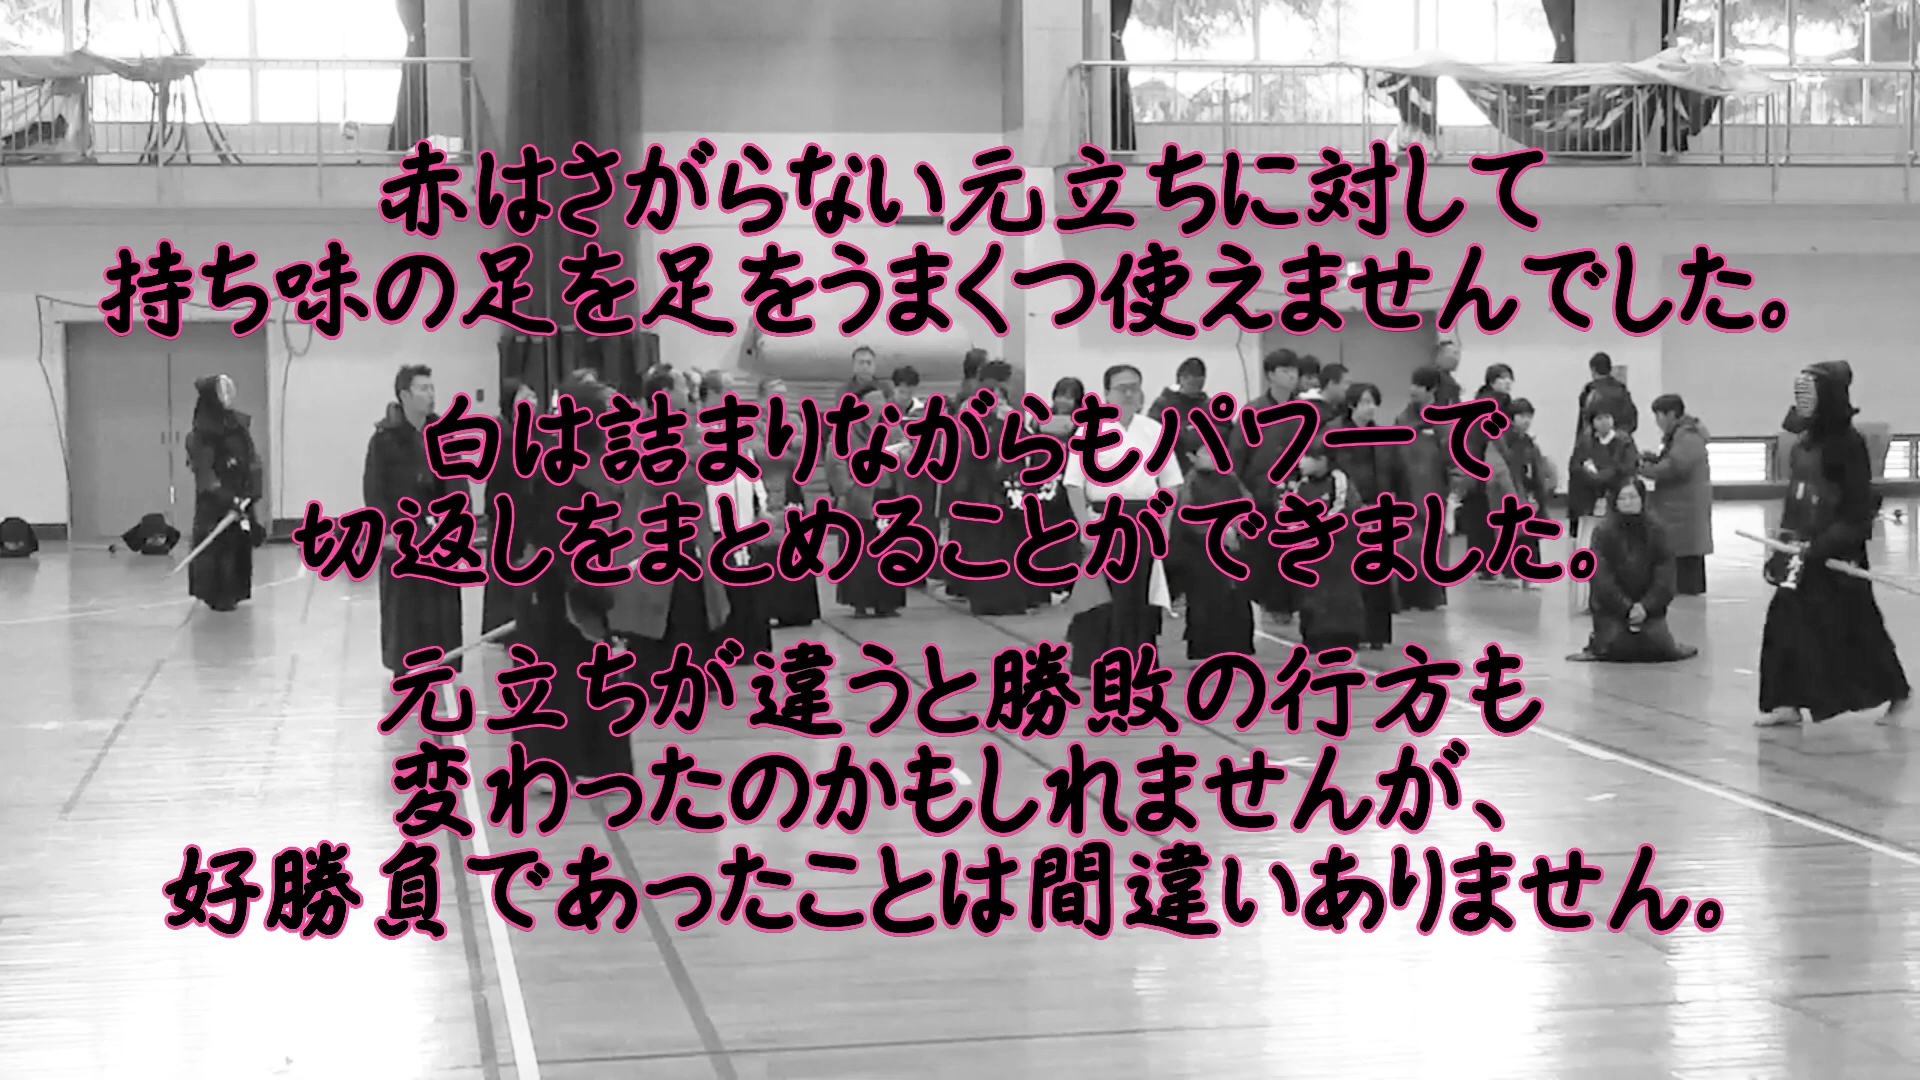 赤はさがらない元立ちに対して
持ち味の足を足をうまくつ使えませんでした。
白は詰まりながらもパワーで
切返しをまとめることができました。
元立ちが違うと勝敗の行方も
変わったのかもしれませんが、
好勝負であったことは間違いありません。